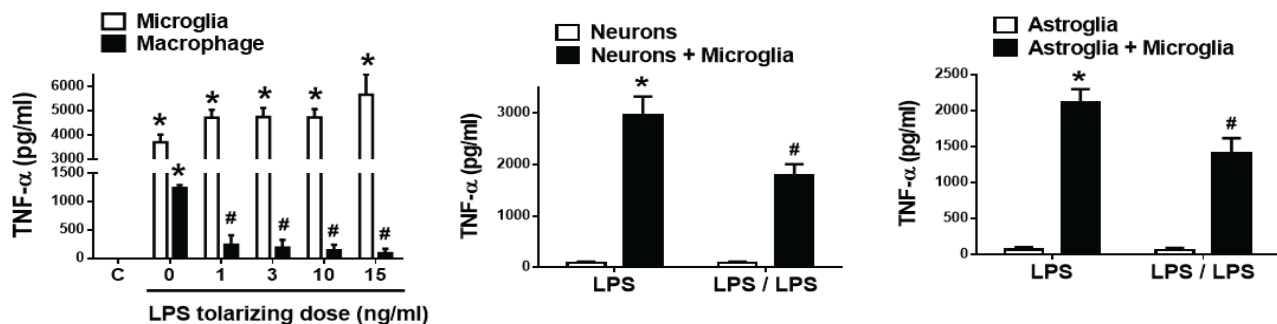 Microglia
Macrophage
TNF-α (pg/ml)
6000
5000
4000
3000
1500
1000
500
0
* * * * * *
# # # #
C 0 1 3 10 15
LPS tolarizing dose (ng/ml)
Neurons
Neurons + Microglia
TNF-α (pg/ml)
3000
2000
1000
0
*
#
LPS LPS / LPS
Astroglia
Astroglia + Microglia
TNF-α (pg/ml)
2500
2000
1500
1000
500
0
*
#
LPS LPS / LPS